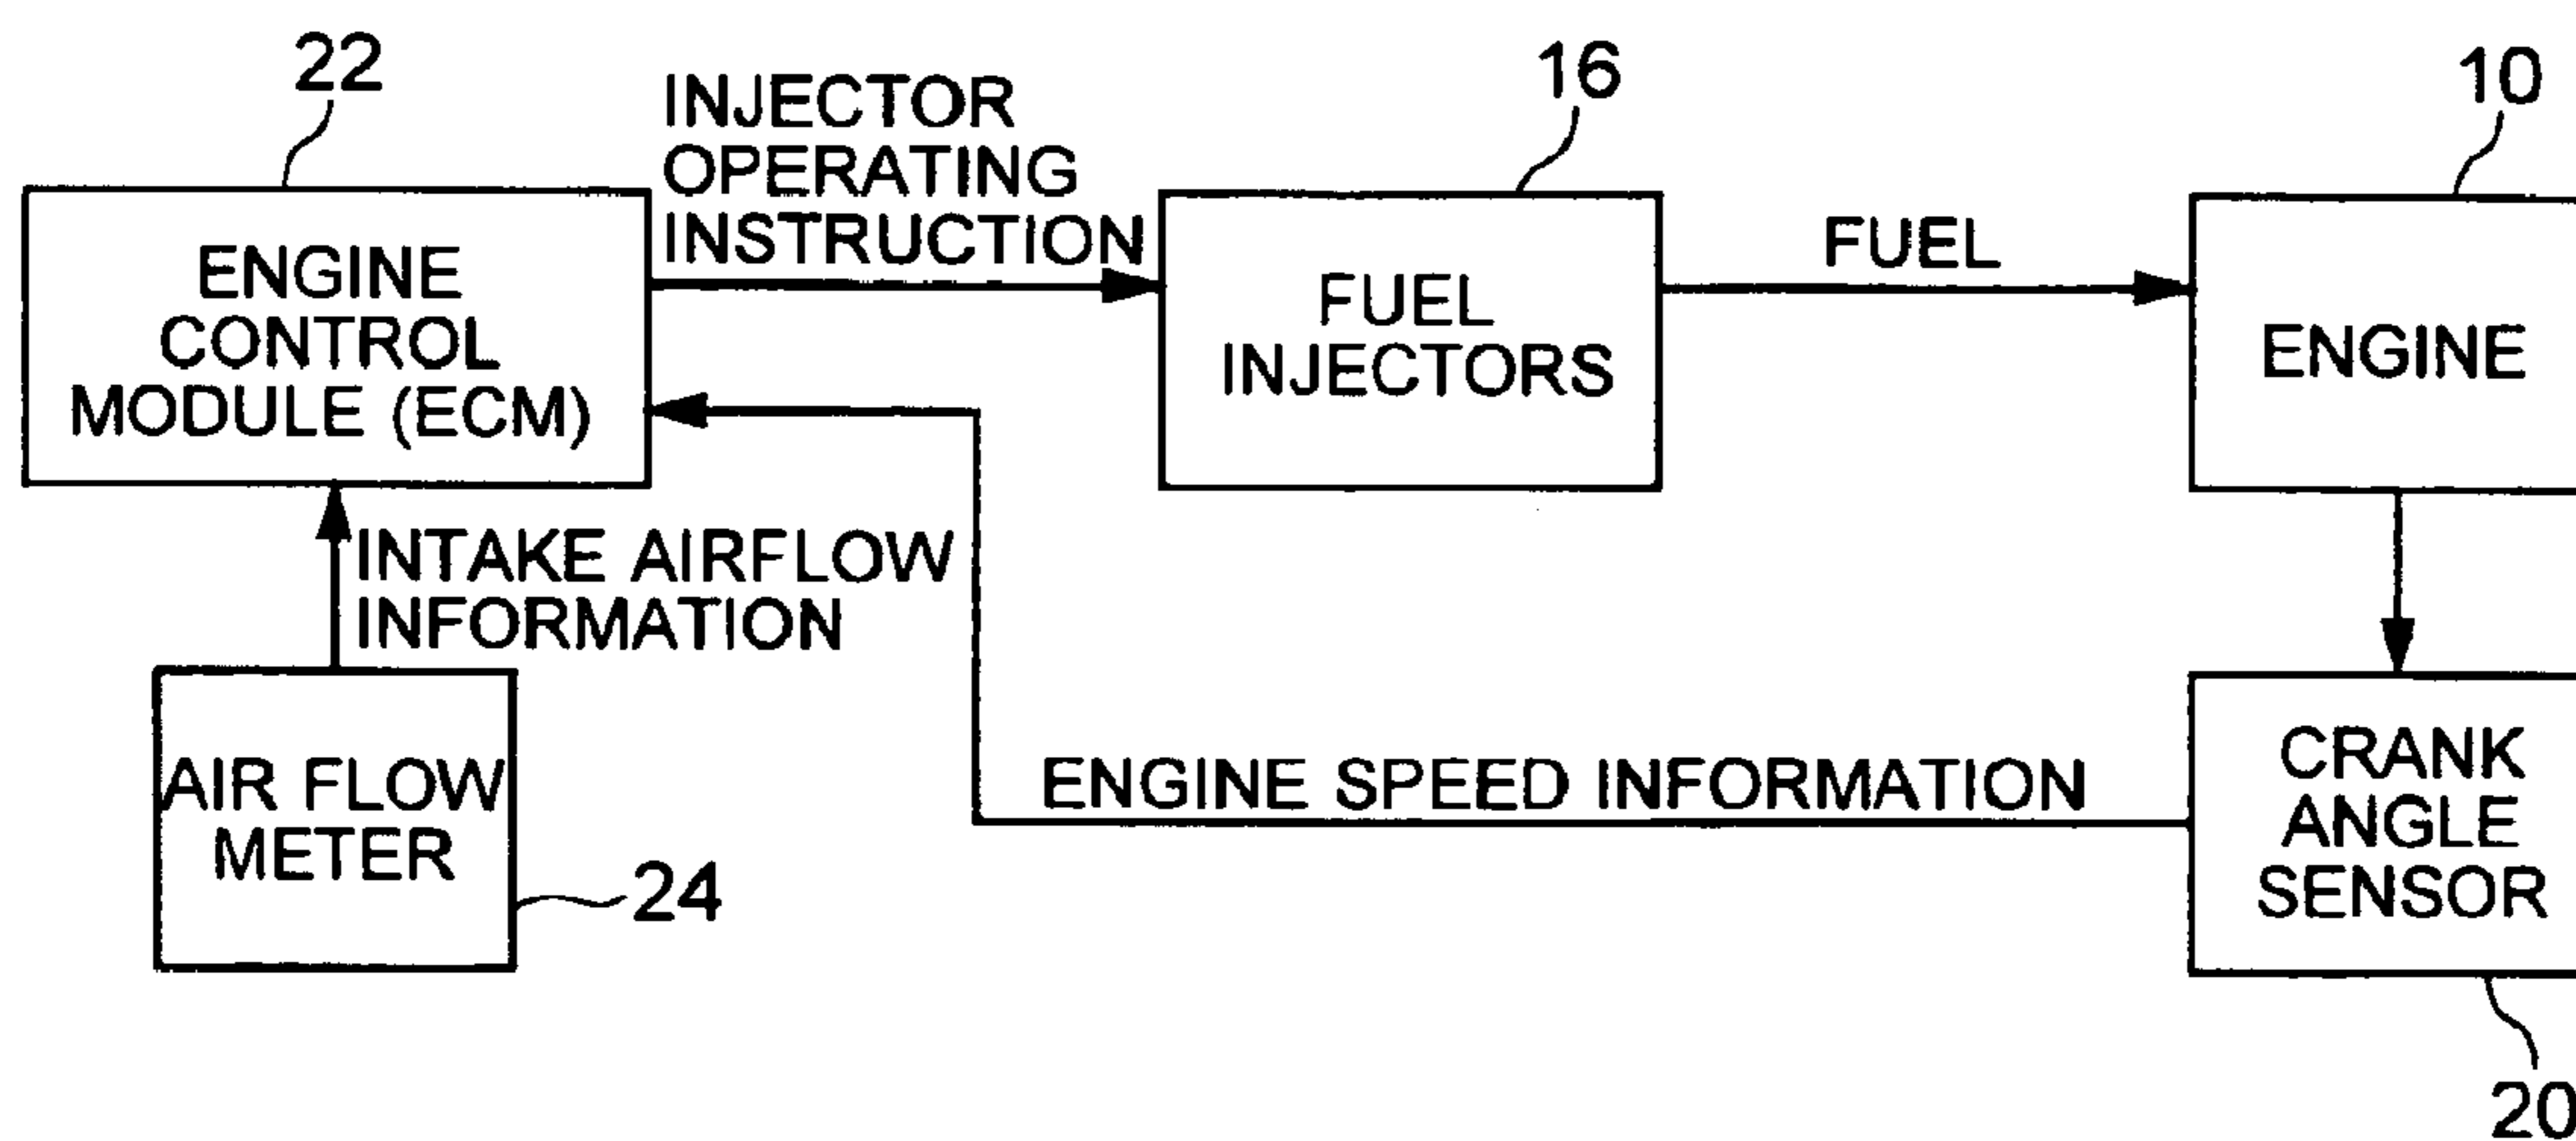 22
16
10
INJECTOR
OPERATING
INSTRUCTION
FUEL
ENGINE
CONTROL
MODULE (ECM)
FUEL
INJECTORS
ENGINE
INTAKE AIRFLOW
INFORMATION
AIR FLOW
METER
24
ENGINE SPEED INFORMATION
CRANK
ANGLE
SENSOR
20